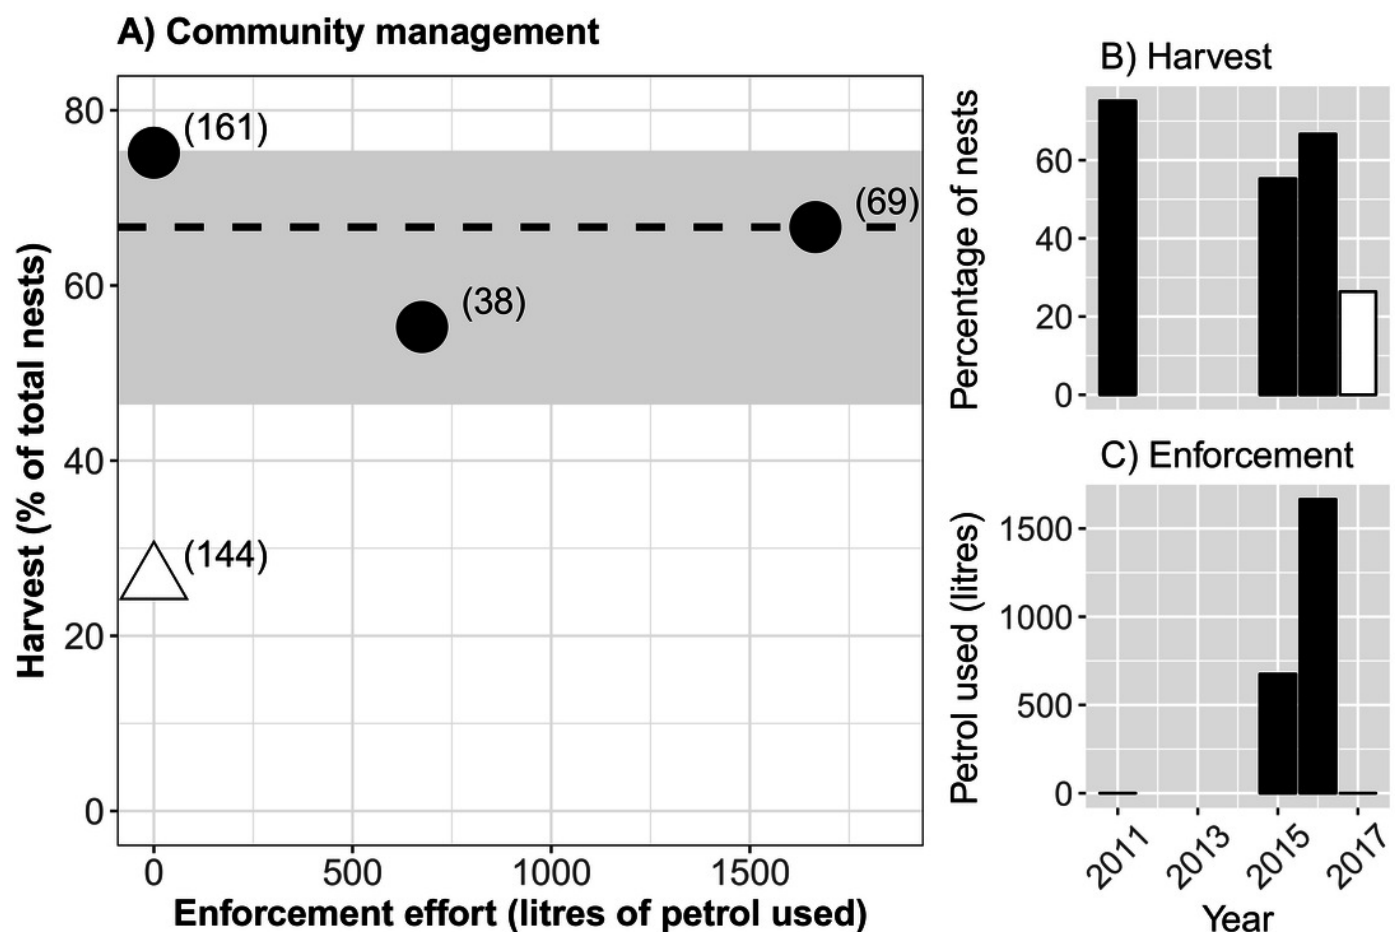 A) Community management
Harvest (% of total nests)
80
60
40
20
0
(161)
(69)
(38)
(144)
0 500 1000 1500
Enforcement effort (litres of petrol used)
B) Harvest
Percentage of nests
60
40
20
0
C) Enforcement
Petrol used (litres)
1500
1000
500
0
2011 2013 2015 2017
Year